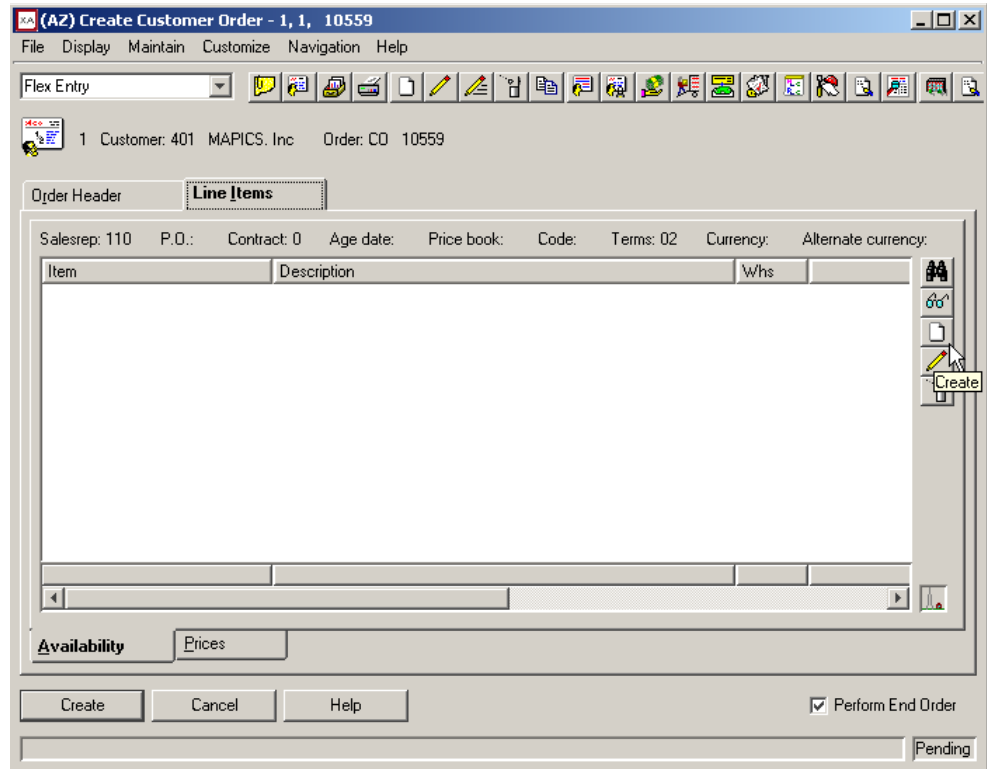 (AZ) Create Customer Order - 1, 1, 10559
File Display Maintain Customize Navigation Help
Flex Entry
1 Customer: 401 MAPICS. Inc Order: CO 10559
Order Header Line Items
Salesrep: 110 P.O.: Contract: 0 Age date: Price book: Code: Terms: 02 Currency: Alternate currency:
Item Description Whs
Create
Availability Prices
Create Cancel Help Perform End Order
Pending